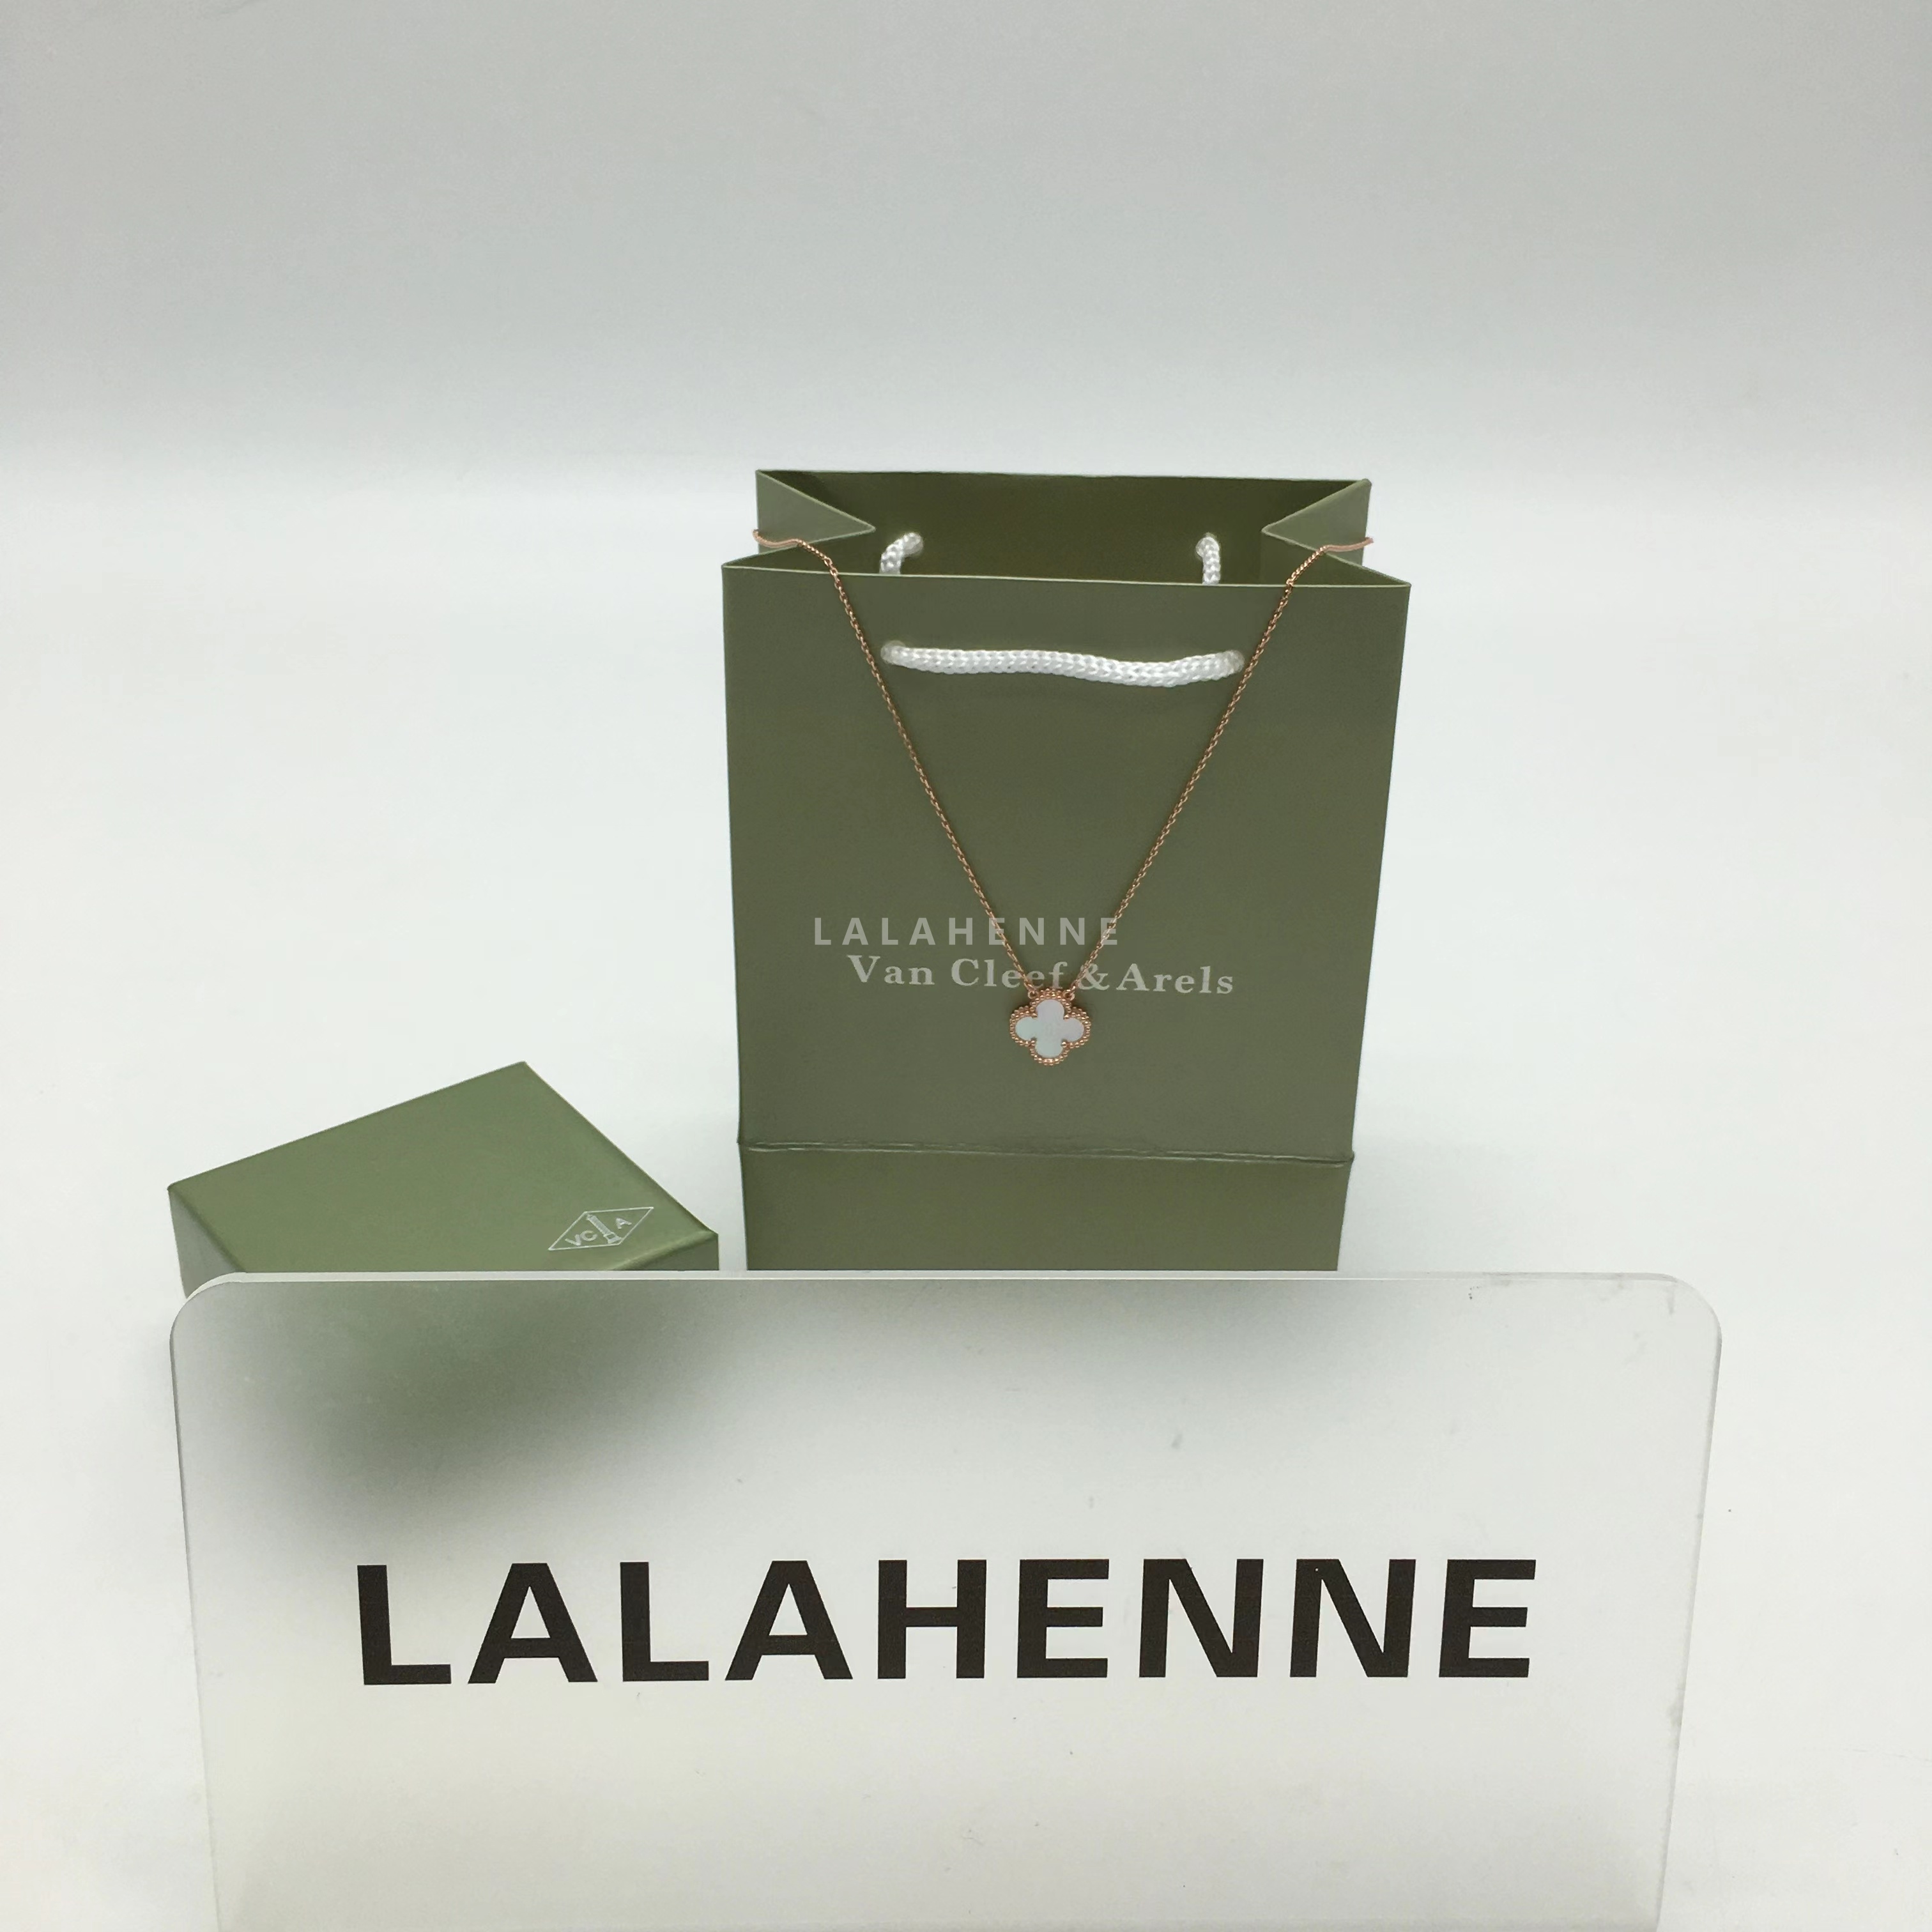 LALAHENNE
Van Cleef & Arels
VC A
LALAHENNE